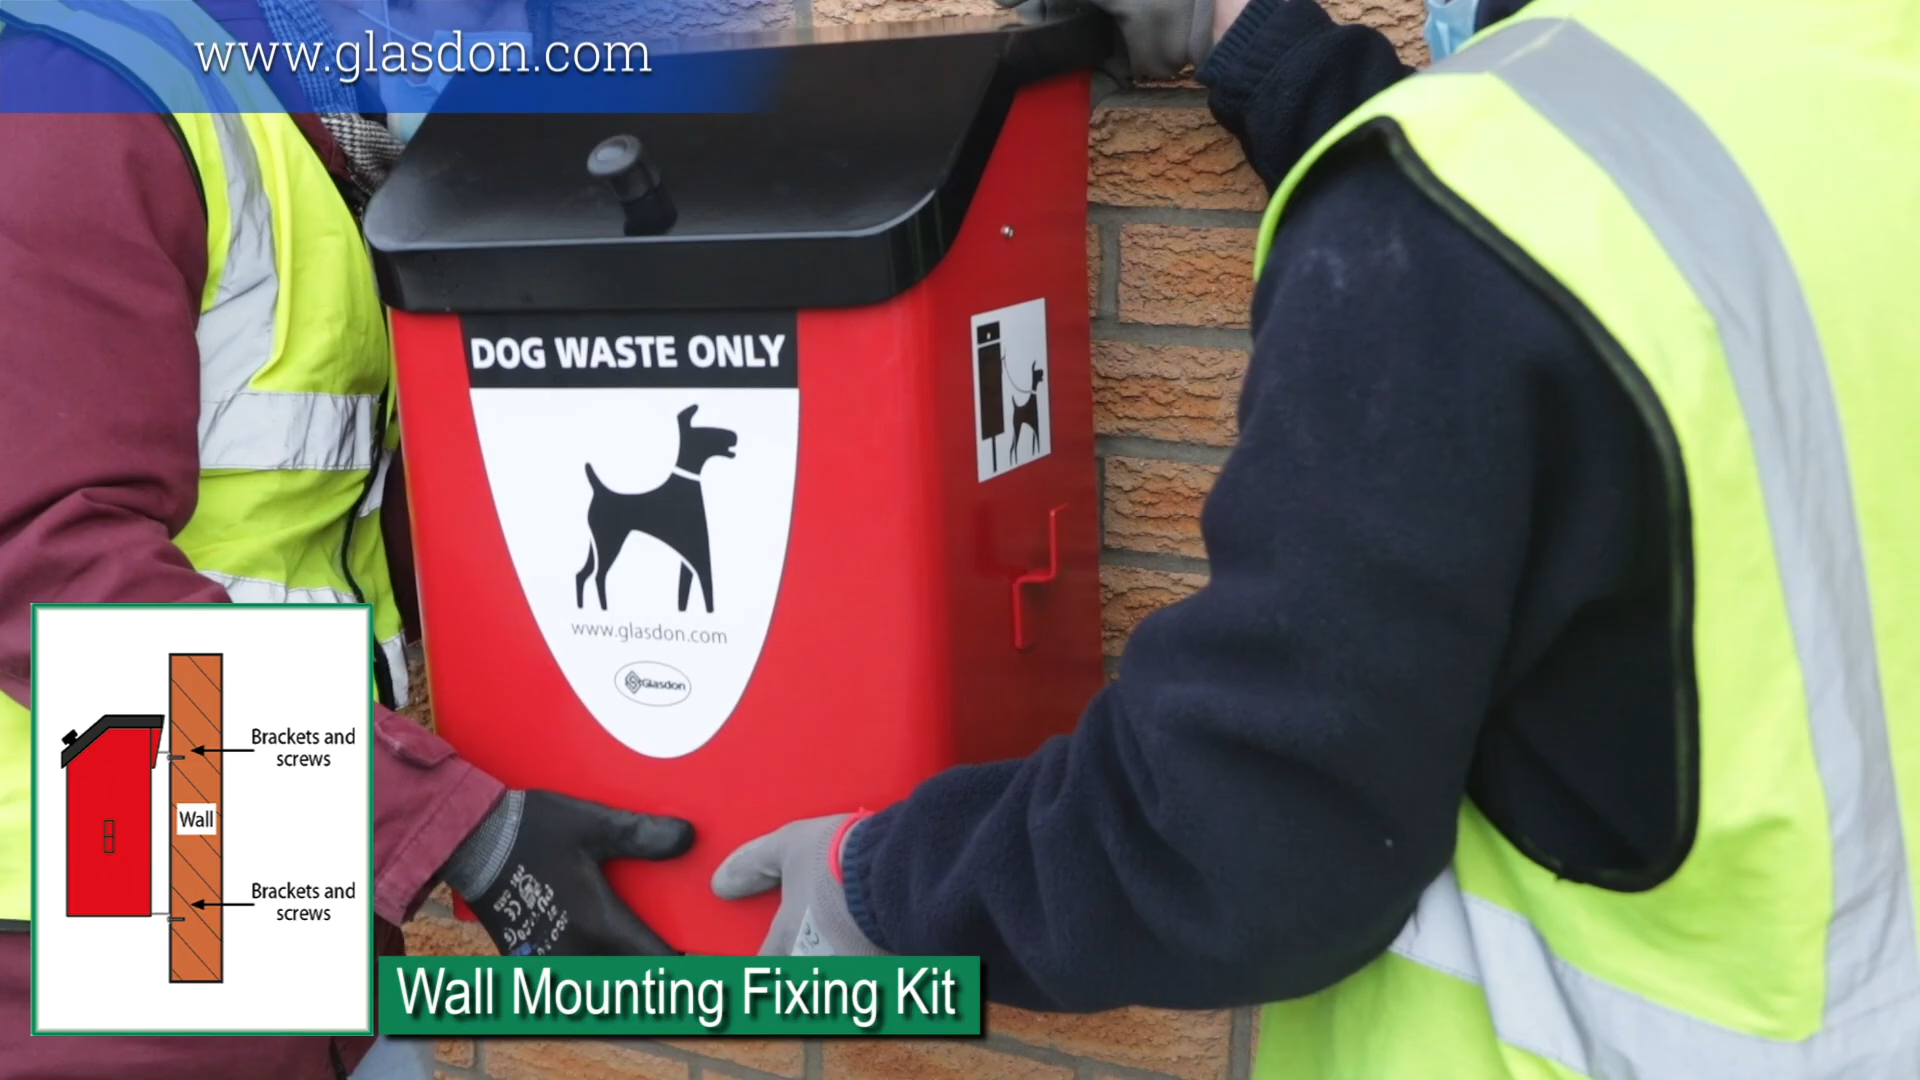 www.glasdon.com
DOG WASTE ONLY
www.glasdon.com
Glasdon
Brackets and
screws
Wall
Brackets and
screws
Wall Mounting Fixing Kit